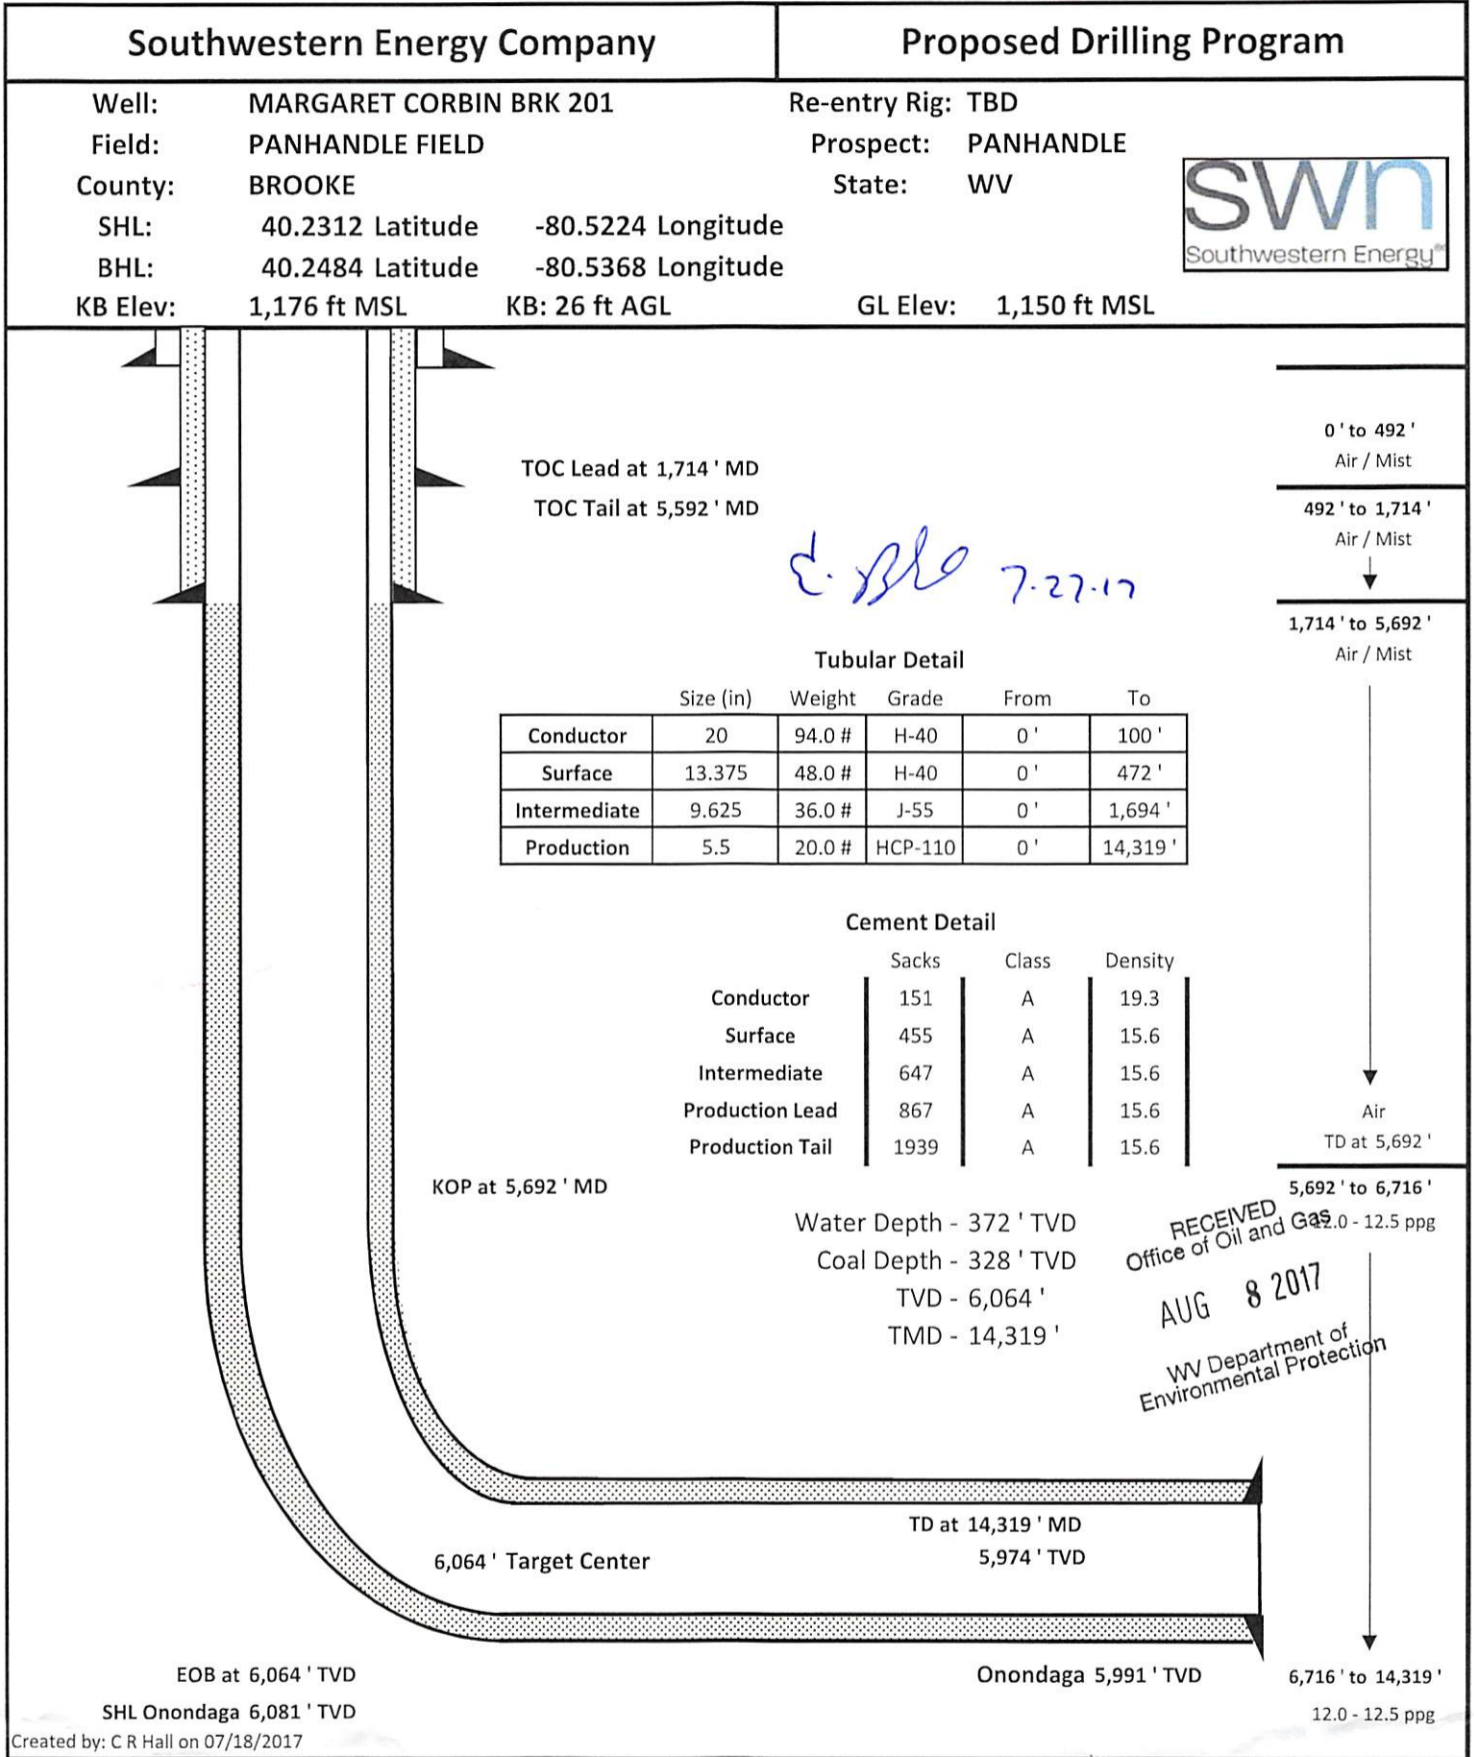 Southwestern Energy Company Proposed Drilling Program
Well: MARGARET CORBIN BRK 201 Re-entry Rig: TBD
Field: PANHANDLE FIELD Prospect: PANHANDLE
County: BROOKE State: WV
SHL: 40.2312 Latitude -80.5224 Longitude
BHL: 40.2484 Latitude -80.5368 Longitude
KB Elev: 1,176 ft MSL KB: 26 ft AGL GL Elev: 1,150 ft MSL
swn
Southwestern Energy®
0 ' to 492 '
Air / Mist
TOC Lead at 1,714 ' MD
TOC Tail at 5,592 ' MD
492 ' to 1,714 '
Air / Mist
7.27.17
1,714 ' to 5,692 '
Air / Mist
Tubular Detail
Size (in) Weight Grade From To
Conductor 20 94.0 # H-40 0 ' 100 '
Surface 13.375 48.0 # H-40 0 ' 472 '
Intermediate 9.625 36.0 # J-55 0 ' 1,694 '
Production 5.5 20.0 # HCP-110 0 ' 14,319 '
Cement Detail
Sacks Class Density
Conductor 151 A 19.3
Surface 455 A 15.6
Intermediate 647 A 15.6
Production Lead 867 A 15.6
Production Tail 1939 A 15.6
Air
TD at 5,692 '
KOP at 5,692 ' MD
5,692 ' to 6,716 '
12.0 - 12.5 ppg
Water Depth - 372 ' TVD
Coal Depth - 328 ' TVD
TVD - 6,064 '
TMD - 14,319 '
RECEIVED
Office of Oil and Gas
AUG 8 2017
WV Department of
Environmental Protection
TD at 14,319 ' MD
5,974 ' TVD
6,064 ' Target Center
EOB at 6,064 ' TVD
SHL Onondaga 6,081 ' TVD
Onondaga 5,991 ' TVD
6,716 ' to 14,319 '
12.0 - 12.5 ppg
Created by: C R Hall on 07/18/2017